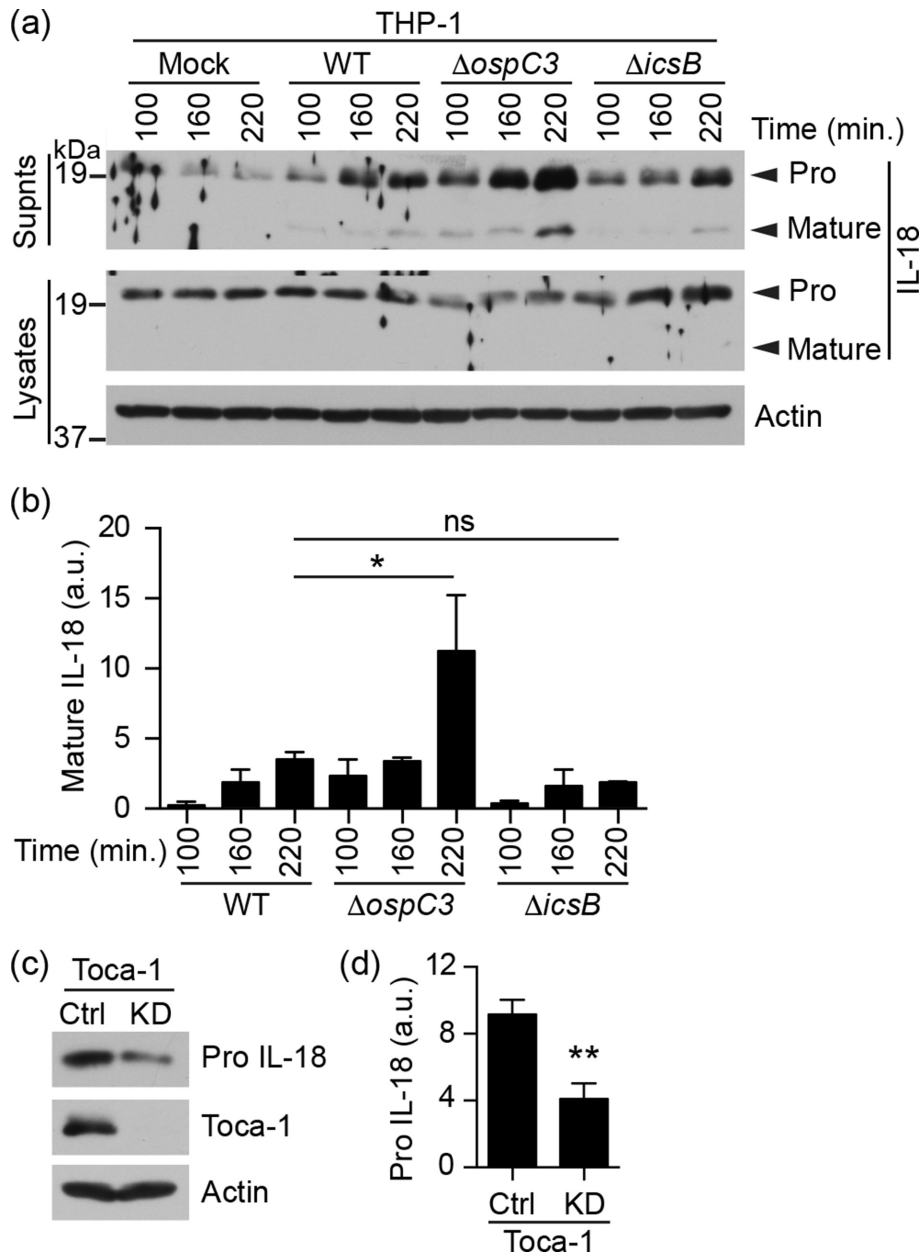 (a)
THP-1
Mock WT ΔospC3 ΔicsB
100 160 220 100 160 220 100 160 220 100 160 220 Time (min.)
kDa
19 Pro
Supnts
Mature
IL-18
19 Pro
Mature
Lysates
37 Actin
(b)
20
15
10
5
0
Mature IL-18 (a.u.)
ns
*
Time (min.) 100 160 220 100 160 220 100 160 220
WT ΔospC3 ΔicsB
(c)
Toca-1
Ctrl KD
Pro IL-18
Toca-1
Actin
(d)
12
8
4
0
Pro IL-18 (a.u.)
**
Ctrl KD
Toca-1